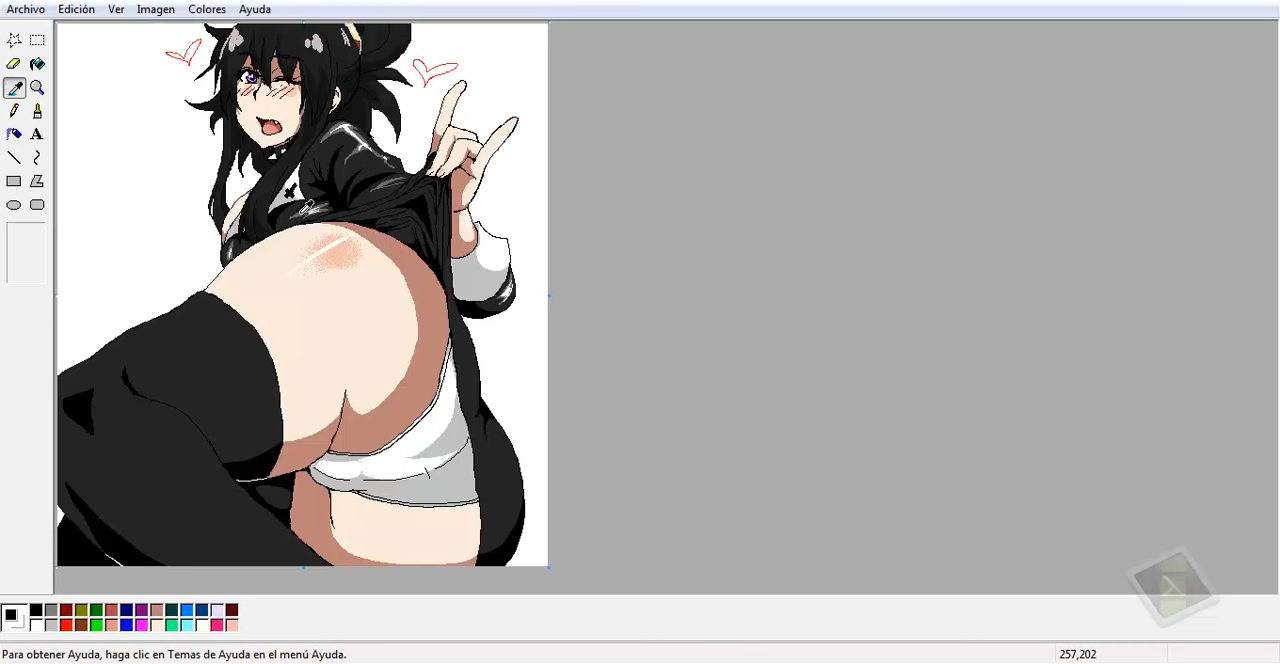 Archivo Edición Ver Imagen Colores Ayuda
A
Para obtener Ayuda, haga clic en Temas de Ayuda en el menú Ayuda.
257,202